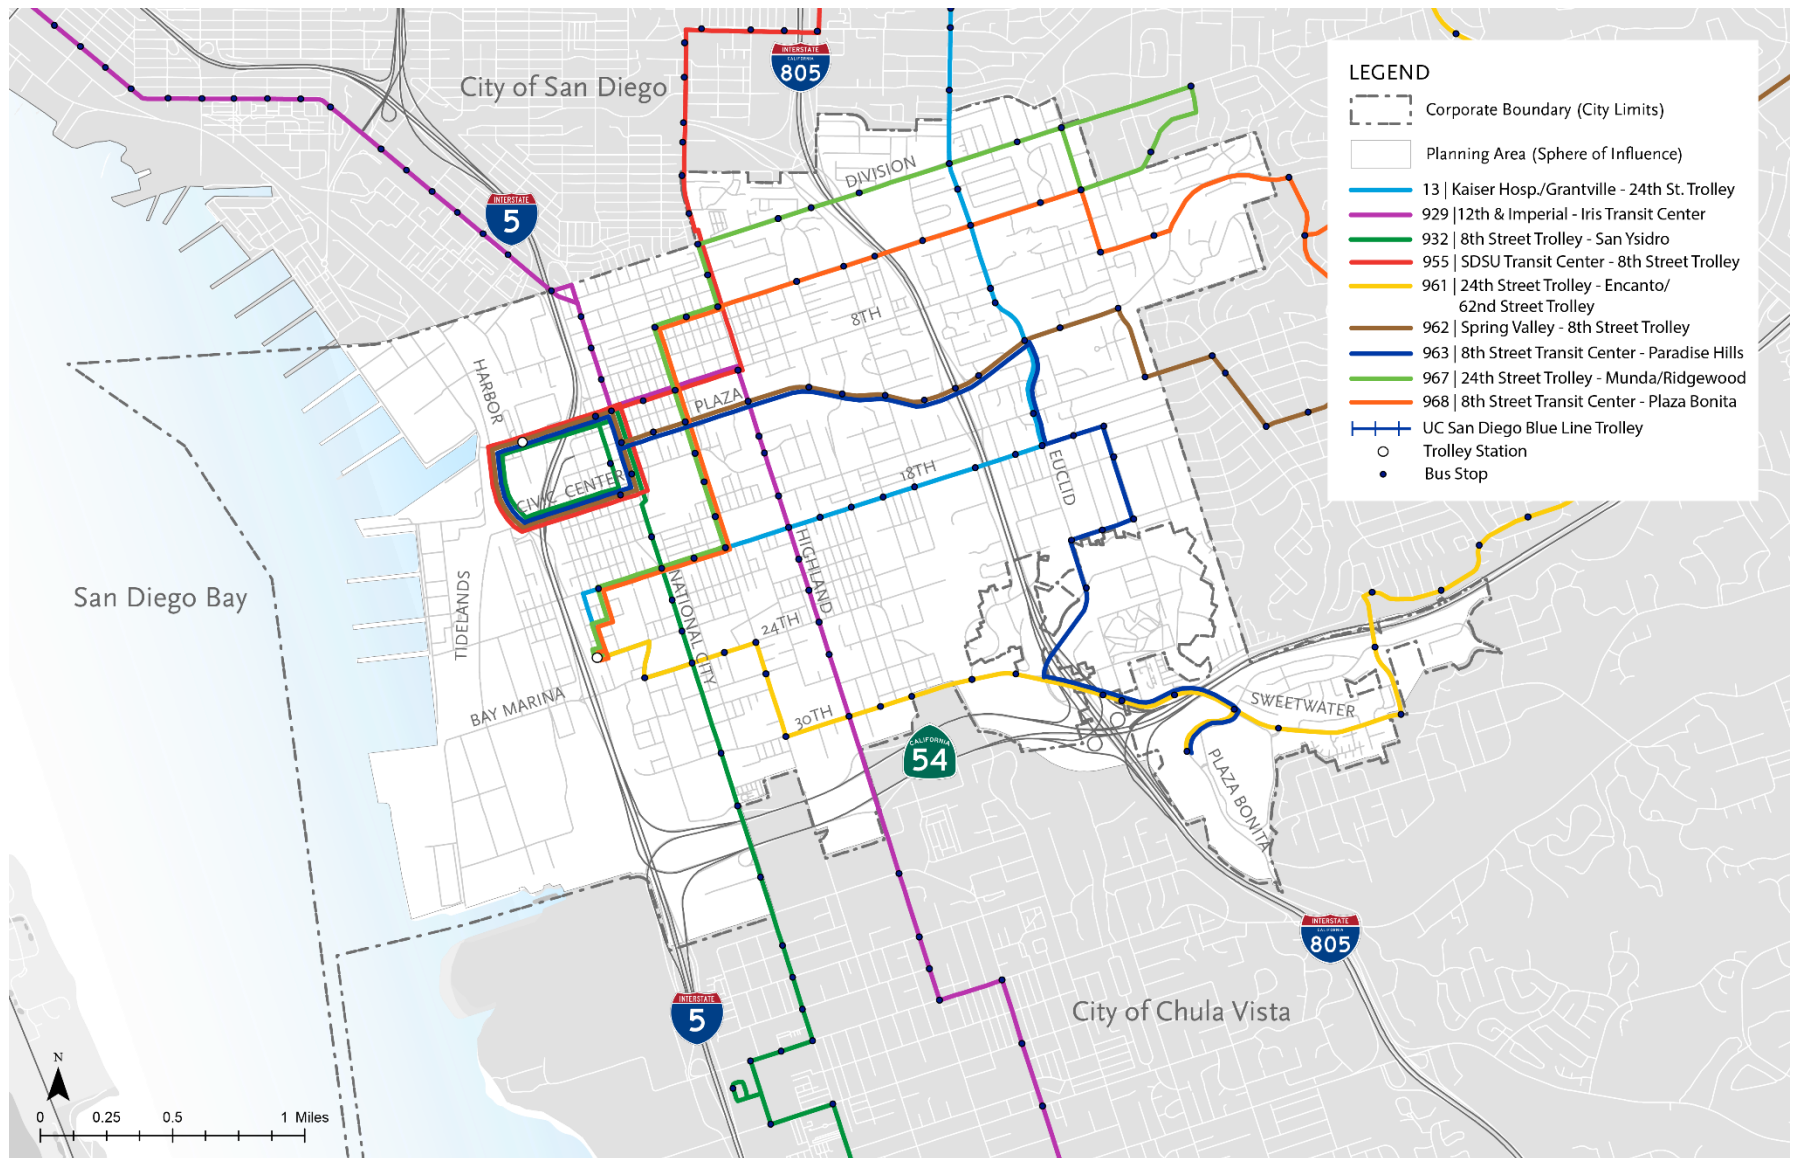 City of San Diego
INTERSTATE
CALIFORNIA
805
INTERSTATE
5
DIVISION
8TH
HARBOR
PLAZA
CIVIC CENTER
18TH
EUCLID
HIGHLAND
NATIONAL CITY
TIDELANDS
24TH
San Diego Bay
BAY MARINA
30TH
SWEETWATER
PLAZA BONITA
CALIFORNIA
54
INTERSTATE
CALIFORNIA
805
INTERSTATE
5
City of Chula Vista
N
0 0.25 0.5 1 Miles
LEGEND
Corporate Boundary (City Limits)
Planning Area (Sphere of Influence)
13 | Kaiser Hosp./Grantville - 24th St. Trolley
929 |12th & Imperial - Iris Transit Center
932 | 8th Street Trolley - San Ysidro
955 | SDSU Transit Center - 8th Street Trolley
961 | 24th Street Trolley - Encanto/
62nd Street Trolley
962 | Spring Valley - 8th Street Trolley
963 | 8th Street Transit Center - Paradise Hills
967 | 24th Street Trolley - Munda/Ridgewood
968 | 8th Street Transit Center - Plaza Bonita
UC San Diego Blue Line Trolley
Trolley Station
Bus Stop